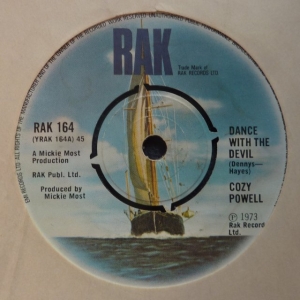 RAK
Trade Mark of
RAK RECORDS LTD
RAK 164
(YRAK 164A) 45
A Mickie Most
Production
RAK Publ. Ltd.
Produced by
Mickie Most
DANCE
WITH THE
DEVIL
(Dennys—
Hayes)
COZY
POWELL
℗ 1973
Rak Record
Ltd.